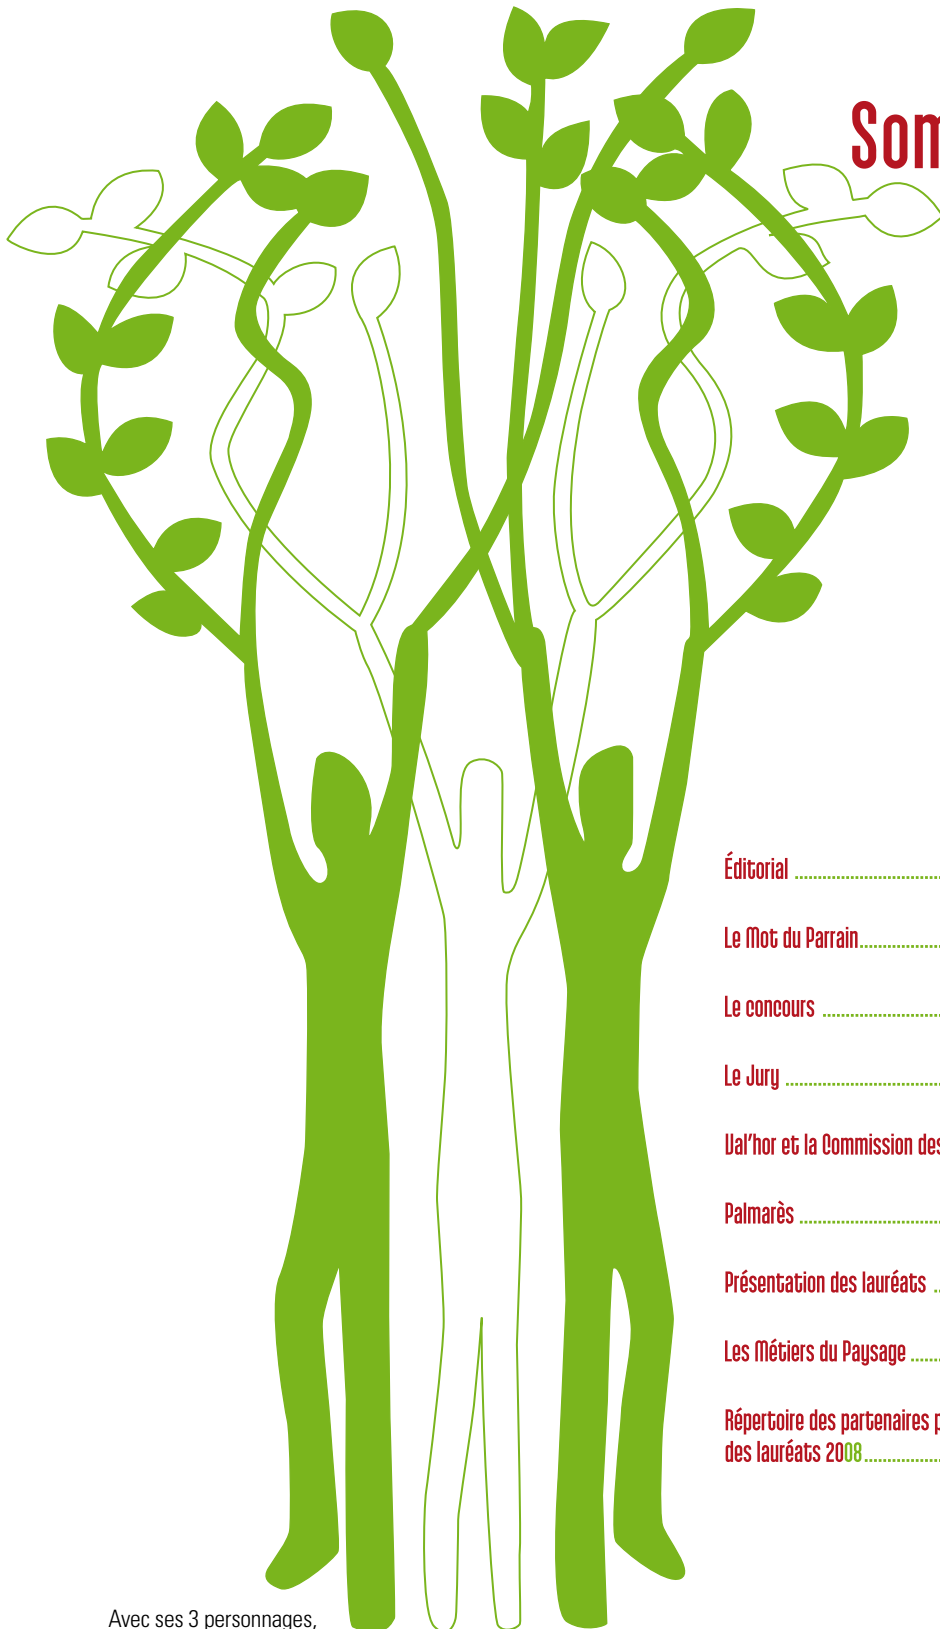 Som
Éditorial
Le Mot du Parrain
Le concours
Le Jury
Val'hor et la Commission des
Palmarès
Présentation des lauréats
Les Métiers du Paysage
Répertoire des partenaires p
des lauréats 2008
Avec ses 3 personnages,